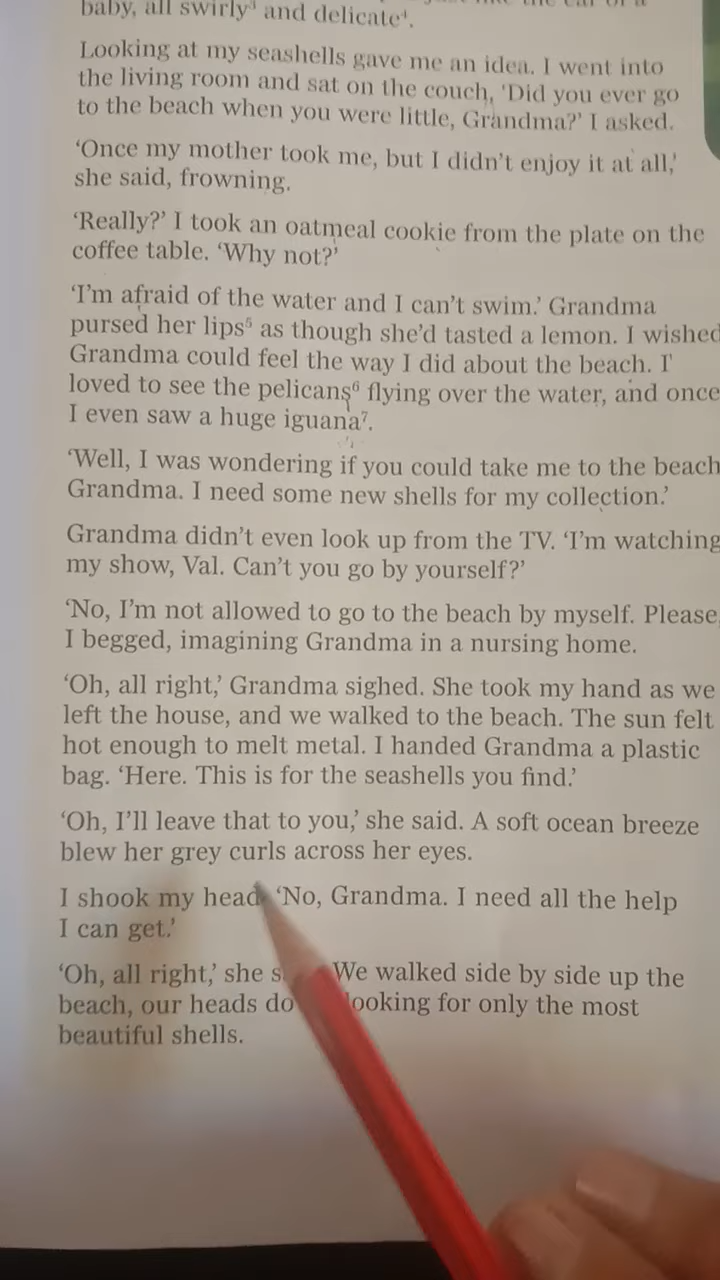 baby, all swirly³ and delicate⁴.
Looking at my seashells gave me an idea. I went into
the living room and sat on the couch, 'Did you ever go
to the beach when you were little, Grandma?' I asked.
'Once my mother took me, but I didn't enjoy it at all,'
she said, frowning.
'Really?' I took an oatmeal cookie from the plate on the
coffee table. 'Why not?'
'I'm afraid of the water and I can't swim.' Grandma
pursed her lips⁵ as though she'd tasted a lemon. I wished
Grandma could feel the way I did about the beach. I
loved to see the pelicans⁶ flying over the water, and once
I even saw a huge iguana⁷.
'Well, I was wondering if you could take me to the beach
Grandma. I need some new shells for my collection.'
Grandma didn't even look up from the TV. 'I'm watching
my show, Val. Can't you go by yourself?'
'No, I'm not allowed to go to the beach by myself. Please
I begged, imagining Grandma in a nursing home.
'Oh, all right,' Grandma sighed. She took my hand as we
left the house, and we walked to the beach. The sun felt
hot enough to melt metal. I handed Grandma a plastic
bag. 'Here. This is for the seashells you find.'
'Oh, I'll leave that to you,' she said. A soft ocean breeze
blew her grey curls across her eyes.
I shook my head 'No, Grandma. I need all the help
I can get.'
'Oh, all right,' she We walked side by side up the
beach, our heads looking for only the most
beautiful shells.